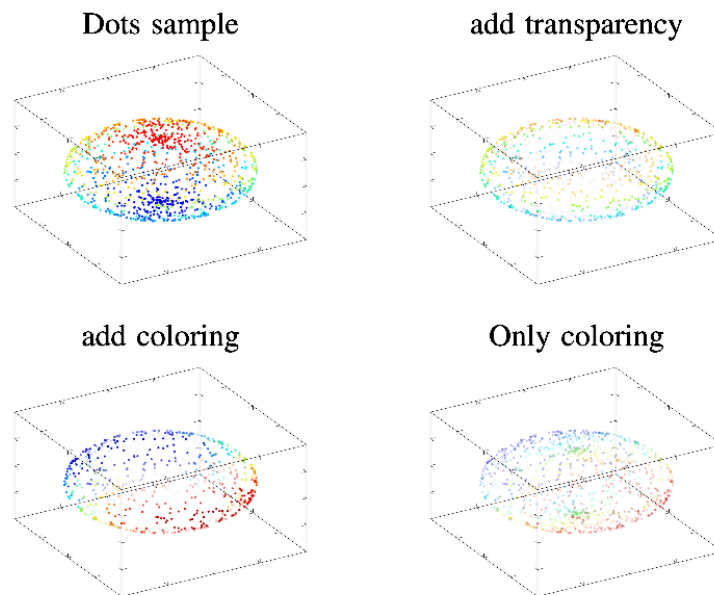 Dots sample
add transparency
add coloring
Only coloring